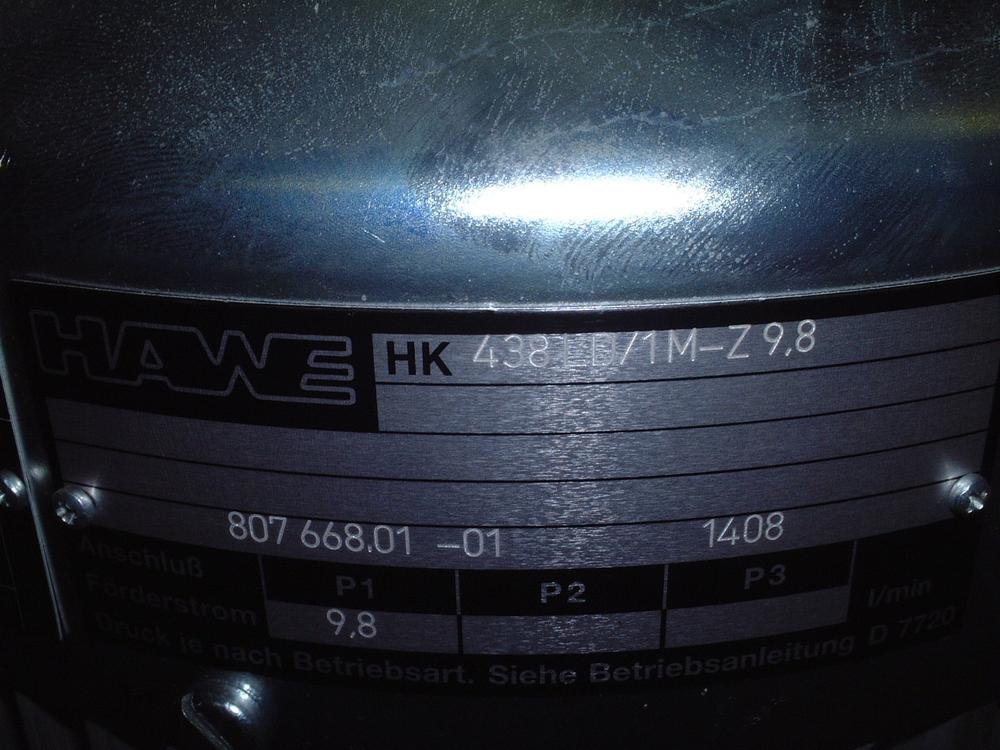 HAWE HK 438 LD/1M–Z 9,8
807 668.01 –01 1408
Anschluß P1 P2 P3
Förderstrom 9,8 l/min
Druck je nach Betriebsart. Siehe Betriebsanleitung D 7720